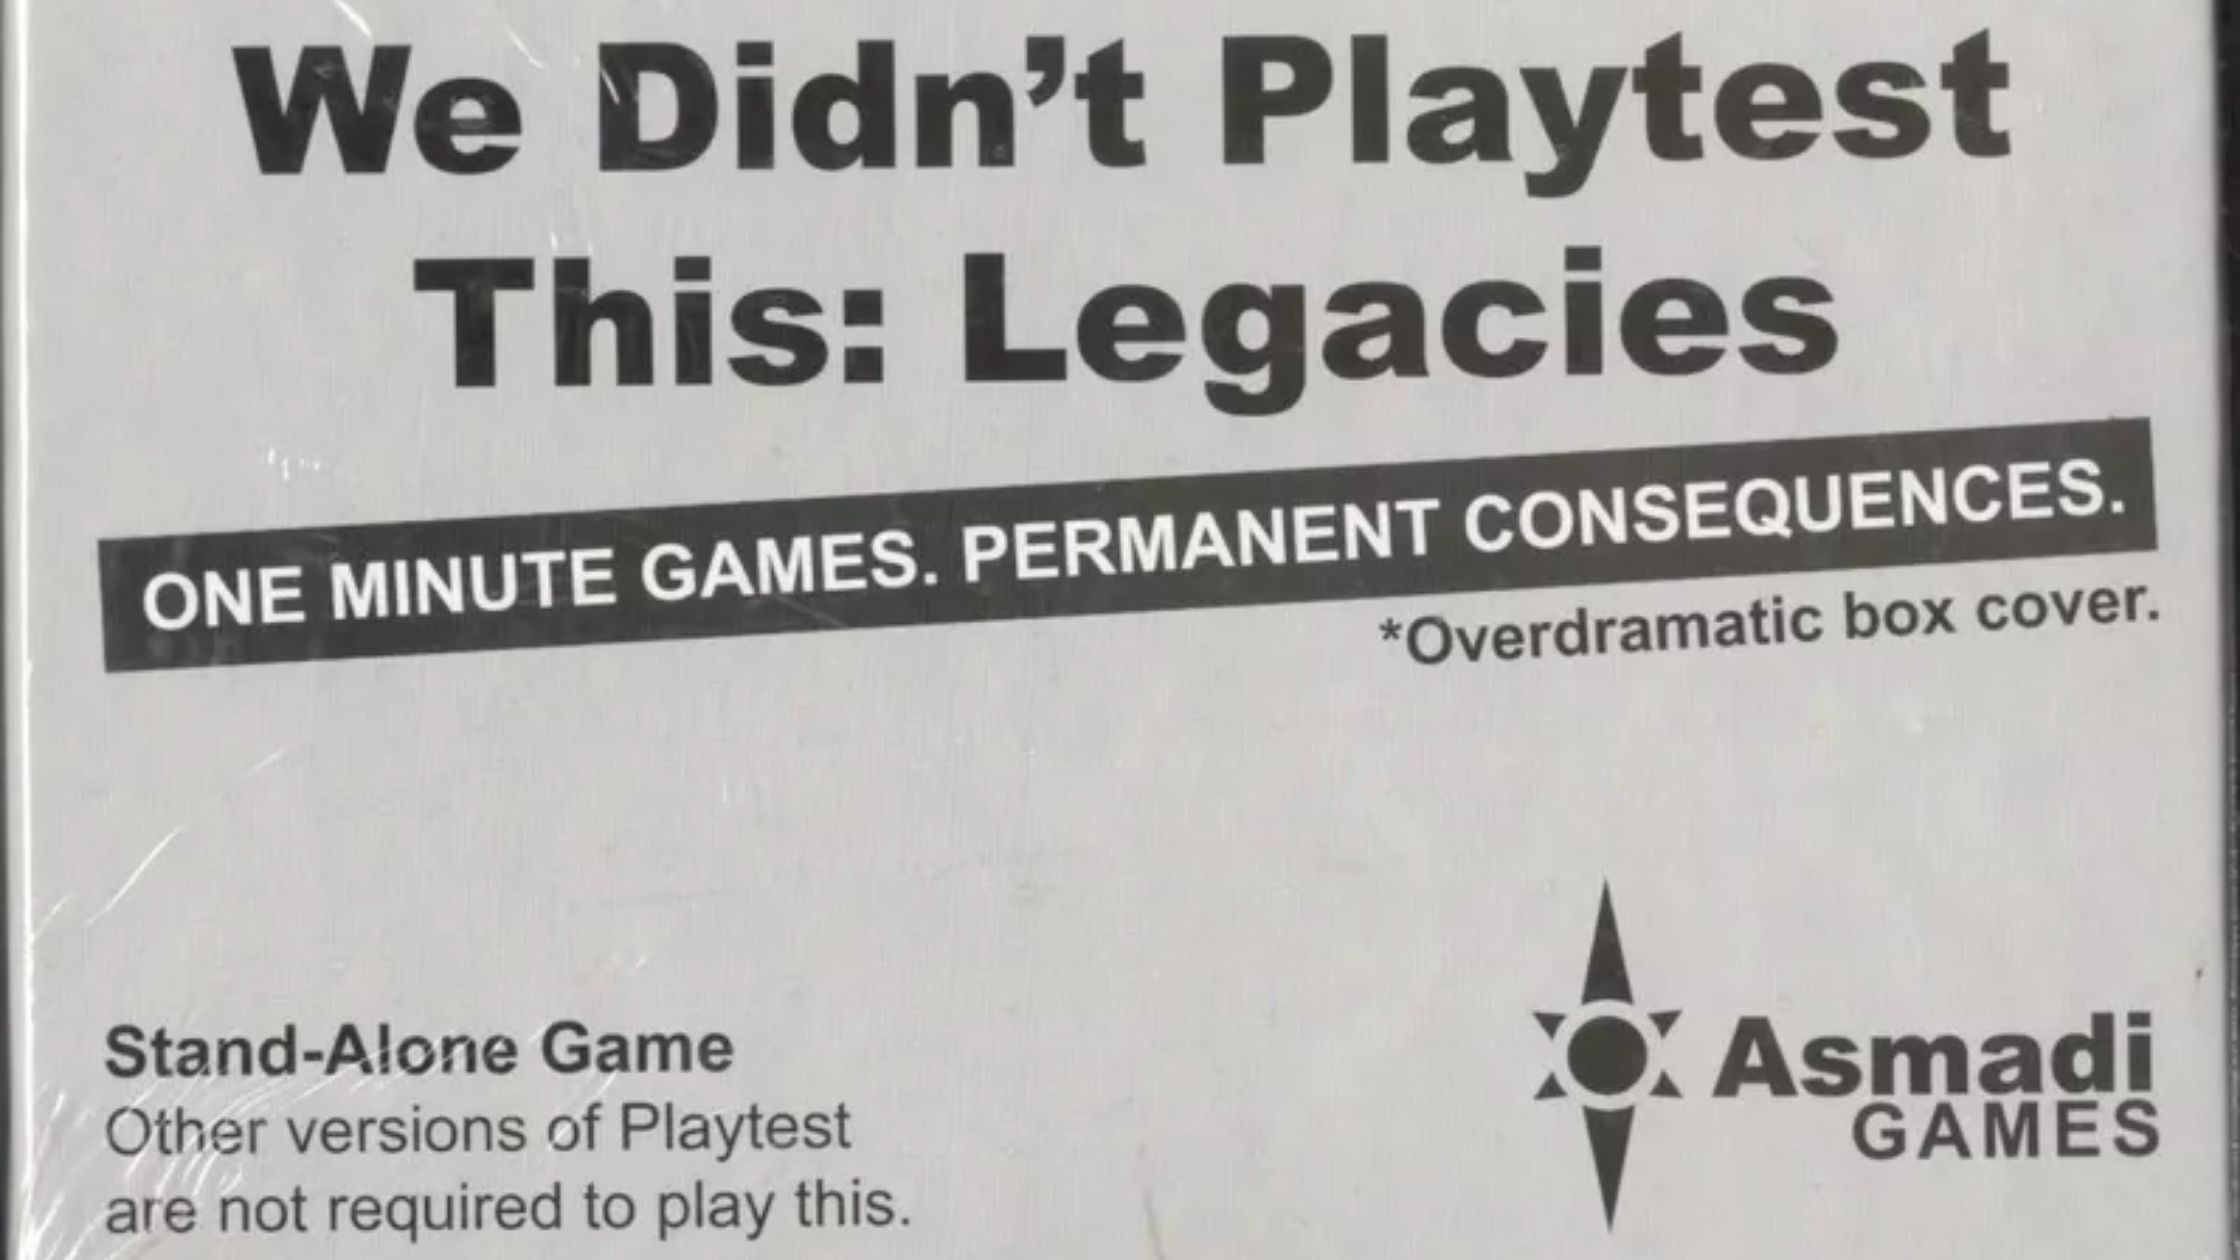 We Didn't Playtest
This: Legacies
ONE MINUTE GAMES. PERMANENT CONSEQUENCES.
*Overdramatic box cover.
Stand-Alone Game
Other versions of Playtest
are not required to play this.
Asmadi
GAMES